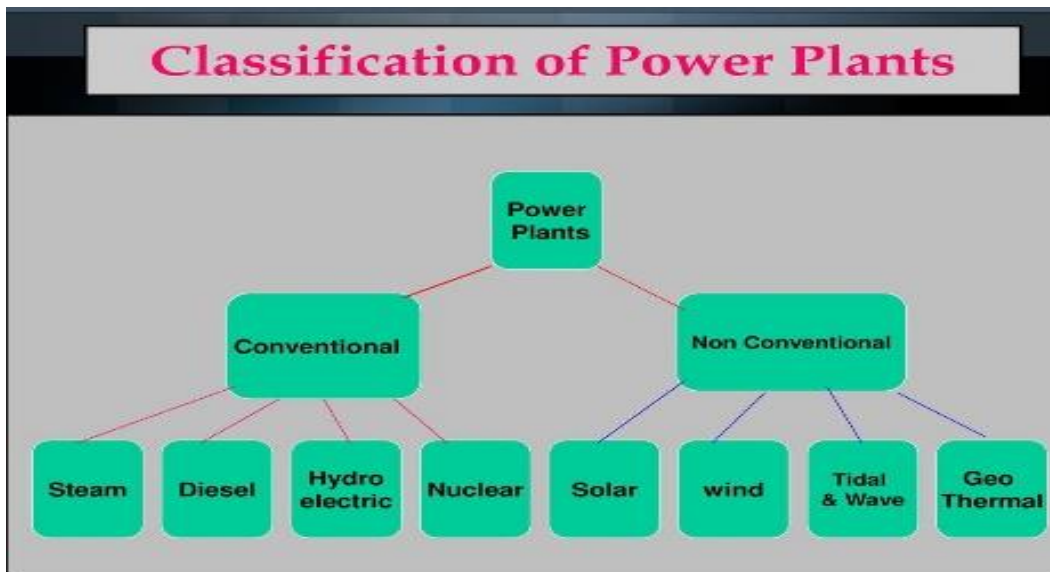 Classification of Power Plants
Power
Plants
Conventional
Non Conventional
Steam
Diesel
Hydro
electric
Nuclear
Solar
wind
Tidal
& Wave
Geo
Thermal